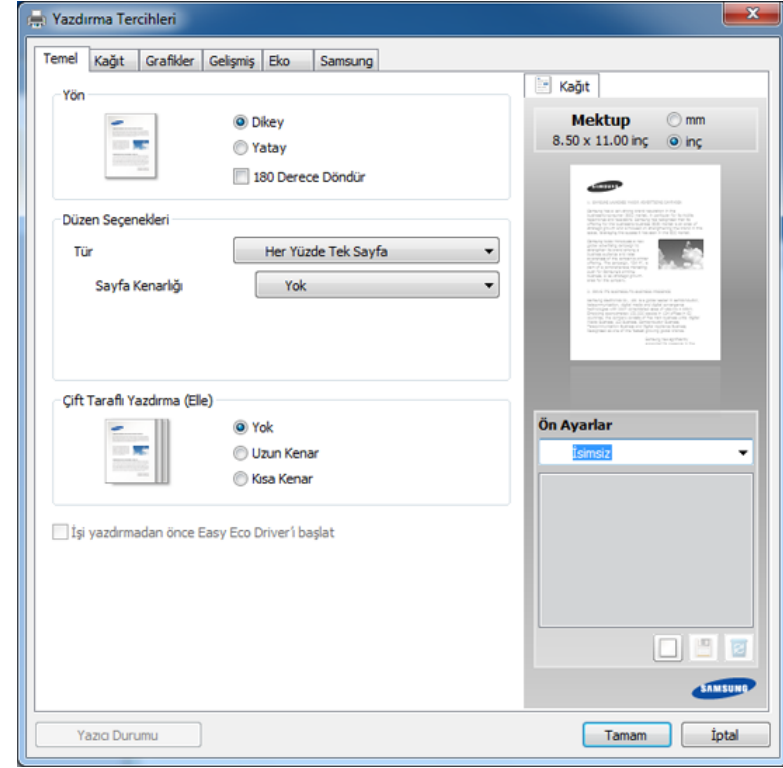 Yazdırma Tercihleri
Temel Kağıt Grafikler Gelişmiş Eko Samsung
Yön
Dikey
Yatay
180 Derece Döndür
Düzen Seçenekleri
Tür Her Yüzde Tek Sayfa
Sayfa Kenarlığı Yok
Çift Taraflı Yazdırma (Elle)
Yok
Uzun Kenar
Kısa Kenar
İşi yazdırmadan önce Easy Eco Driver'i başlat
Kağıt
Mektup mm
8.50 x 11.00 inç inç
Ön Ayarlar
İsimsiz
SAMSUNG
Yazıcı Durumu Tamam İptal